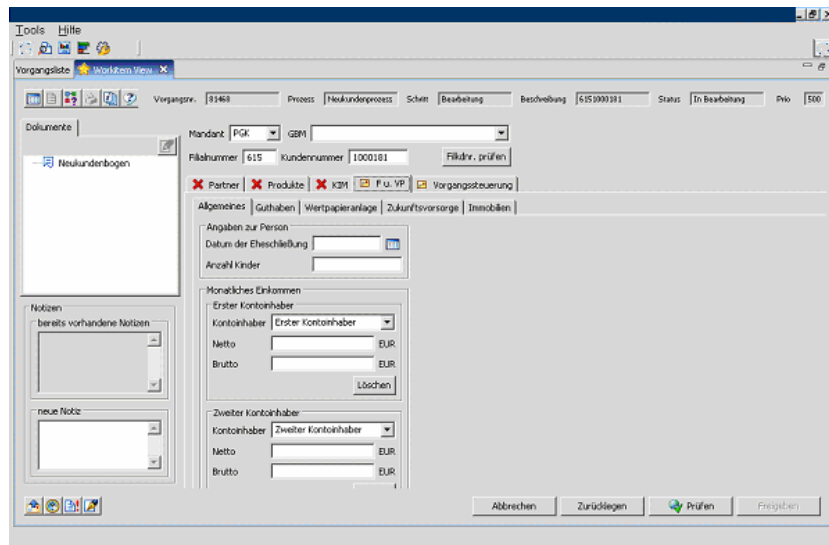 Tools Hilfe
Vorgangsliste Workitem View
Vorgangsnr. 81468 Prozess Neukundenprozess Schritt Bearbeitung Beschreibung 6151000181 Status In Bearbeitung Prio 500
Dokumente
Neukundenbogen
Mandant PGK GBM
Filialnummer 615 Kundennummer 1000181 Filkdnr. prüfen
Partner Produkte KIM F u. VP Vorgangssteuerung
Allgemeines Guthaben Wertpapieranlage Zukunftsvorsorge Immobilien
Angaben zur Person
Datum der Eheschließung
Anzahl Kinder
Monatliches Einkommen
Erster Kontoinhaber
Kontoinhaber Erster Kontoinhaber
Netto EUR
Brutto EUR
Löschen
Zweiter Kontoinhaber
Kontoinhaber Zweiter Kontoinhaber
Netto EUR
Brutto EUR
Notizen
bereits vorhandene Notizen
neue Notiz
Abbrechen Zurücklegen Prüfen Freigeben